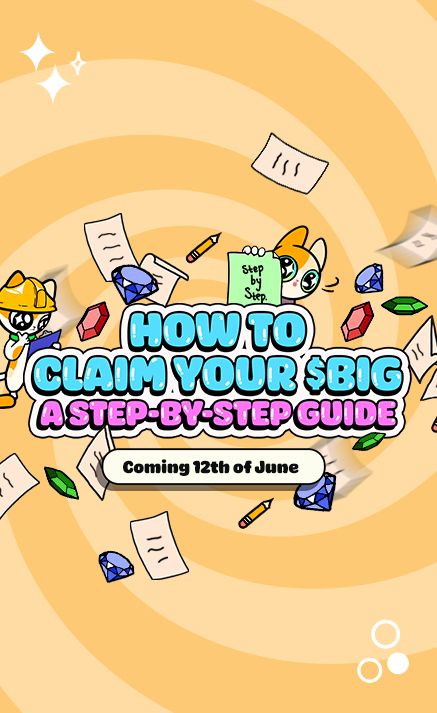 Step
by
Step.
HOW TO
CLAIM YOUR $BIG
A STEP-BY-STEP GUIDE
Coming 12th of June